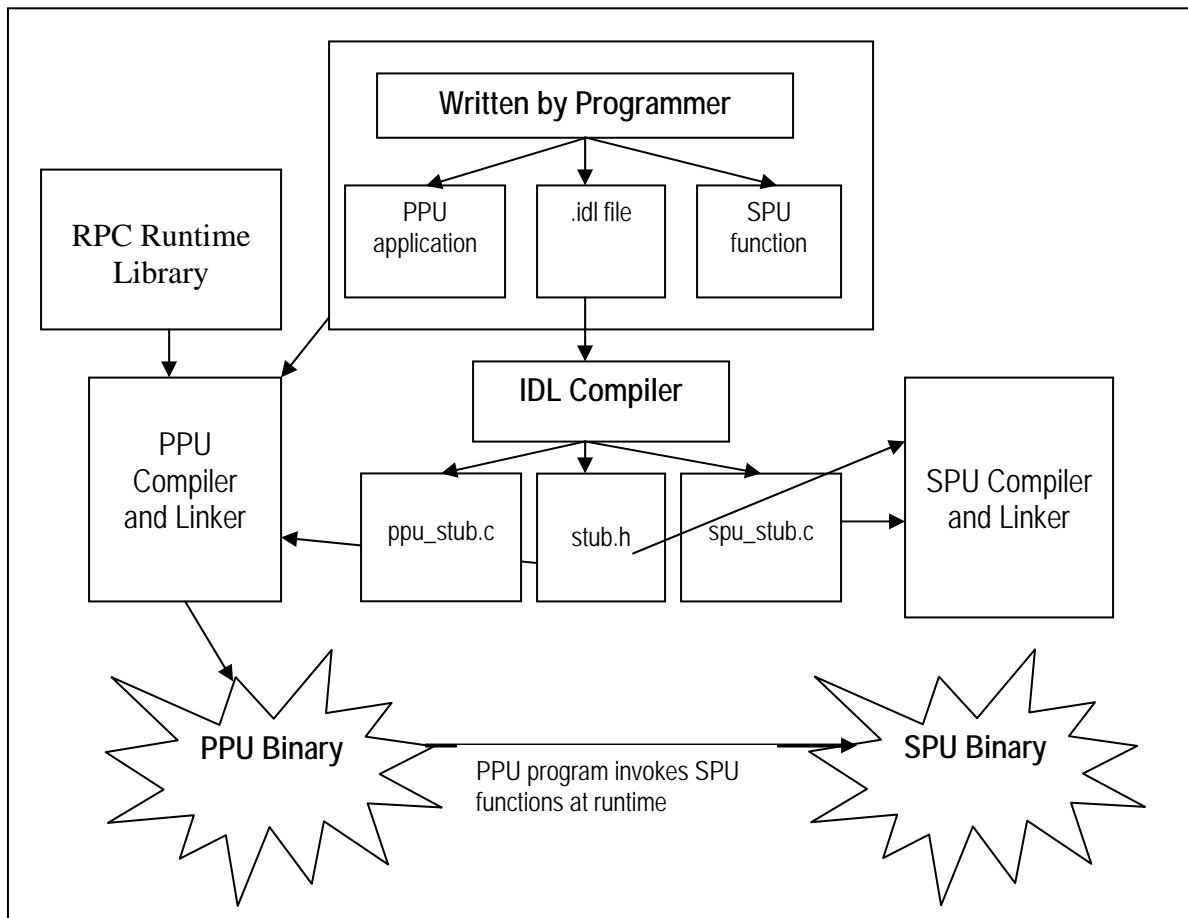 Written by Programmer
RPC Runtime
Library
PPU
application
.idl file
SPU
function
IDL Compiler
PPU
Compiler
and Linker
ppu_stub.c
stub.h
spu_stub.c
SPU Compiler
and Linker
PPU Binary
PPU program invokes SPU
functions at runtime
SPU Binary